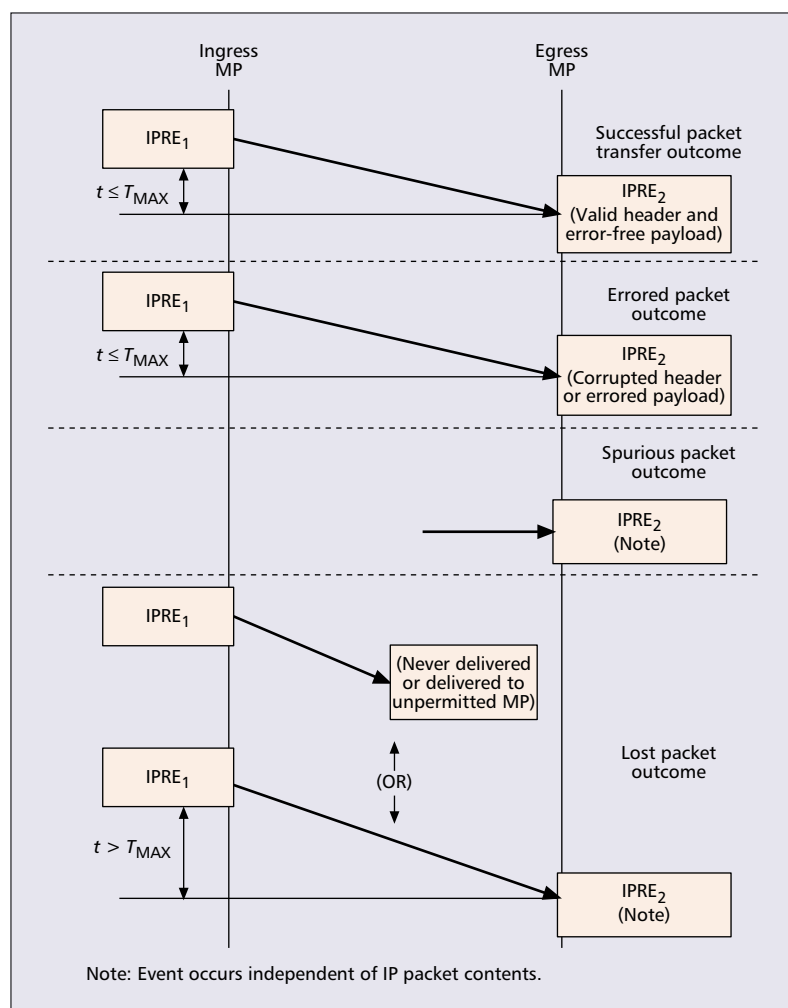 Ingress
MP
Egress
MP
IPRE1
t ≤ TMAX
Successful packet
transfer outcome
IPRE2
(Valid header and
error-free payload)
IPRE1
t ≤ TMAX
Errored packet
outcome
IPRE2
(Corrupted header
or errored payload)
Spurious packet
outcome
IPRE2
(Note)
IPRE1
(Never delivered
or delivered to
unpermitted MP)
(OR)
Lost packet
outcome
IPRE1
t > TMAX
IPRE2
(Note)
Note: Event occurs independent of IP packet contents.